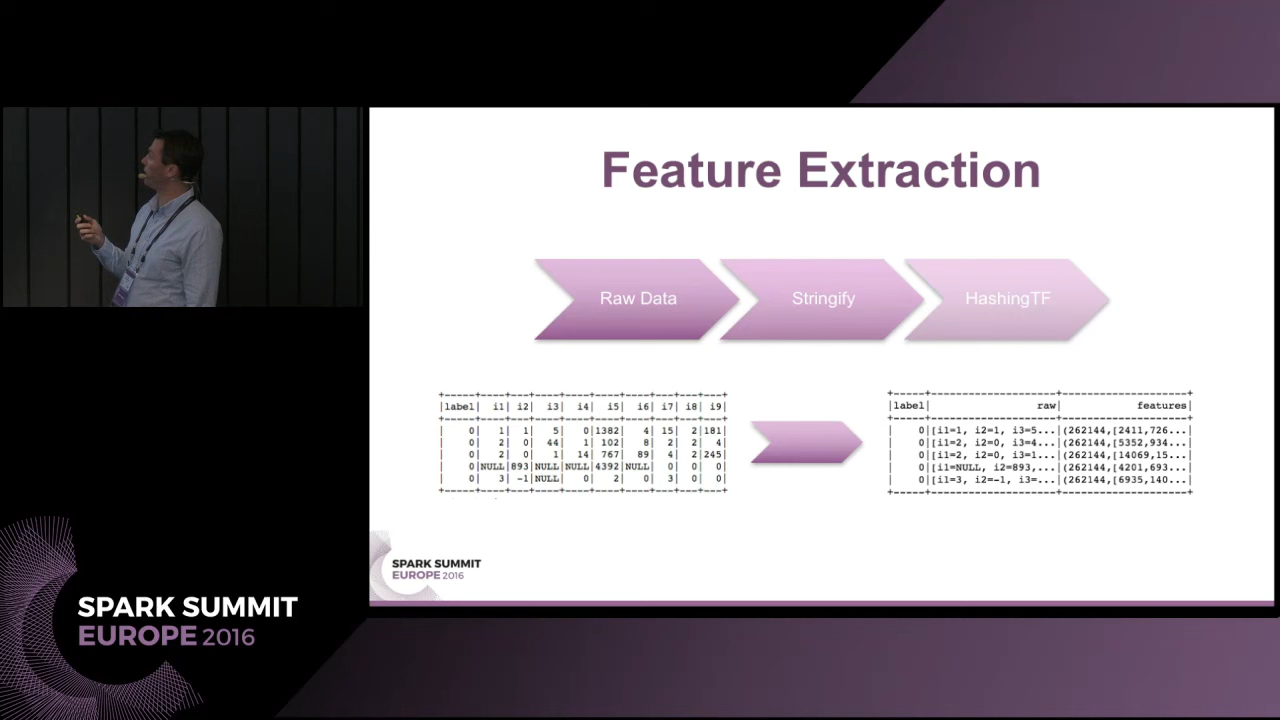 Feature Extraction
Raw Data
Stringify
HashingTF
+-----+----+---+----+----+----+----+---+---+---+
|label| i1| i2| i3| i4| i5| i6| i7| i8| i9|
+-----+----+---+----+----+----+----+---+---+---+
| 0| 1| 1| 5| 0|1382| 4| 15| 2|181|
| 0| 2| 0| 44| 1| 102| 8| 2| 2| 4|
| 0| 2| 0| 1| 14| 767| 89| 4| 2|245|
| 0|NULL|893|NULL|NULL|4392|NULL| 0| 0| 0|
| 0| 3| -1|NULL| 0| 2| 0| 3| 0| 0|
+-----+----+---+----+----+----+----+---+---+---+
+-----+--------------------+--------------------+
|label| raw| features|
+-----+--------------------+--------------------+
| 0|[i1=1, i2=1, i3=5...|(262144,[2411,726...|
| 0|[i1=2, i2=0, i3=4...|(262144,[5352,934...|
| 0|[i1=2, i2=0, i3=1...|(262144,[14069,15...|
| 0|[i1=NULL, i2=893,...|(262144,[4201,693...|
| 0|[i1=3, i2=-1, i3=...|(262144,[6935,140...|
+-----+--------------------+--------------------+
SPARK SUMMIT
EUROPE 2016
SPARK SUMMIT
EUROPE 2016